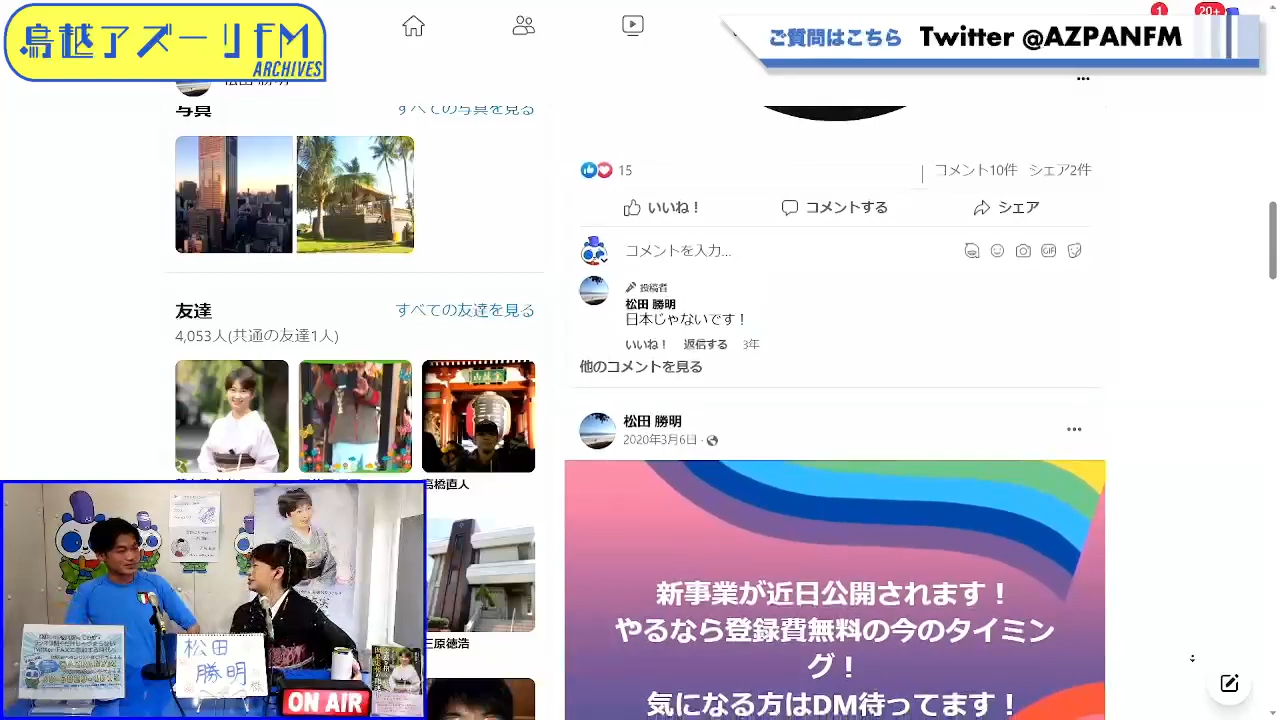 鳥越アズーリFM
ARCHIVES
1
20+
ご質問はこちら Twitter @AZPANFM
写真
すべての写真を見る
友達
すべての友達を見る
4,053人(共通の友達1人)
高橋直人
三原徳浩
15
コメント10件 シェア2件
いいね！
コメントする
シェア
コメントを入力...
GIF
投稿者
松田 勝明
日本じゃないです！
いいね！ 返信する 3年
他のコメントを見る
松田 勝明
2020年3月6日
新事業が近日公開されます！
やるなら登録費無料の今のタイミン
グ！
気になる方はDM待ってます！
松田
勝明
ON AIR